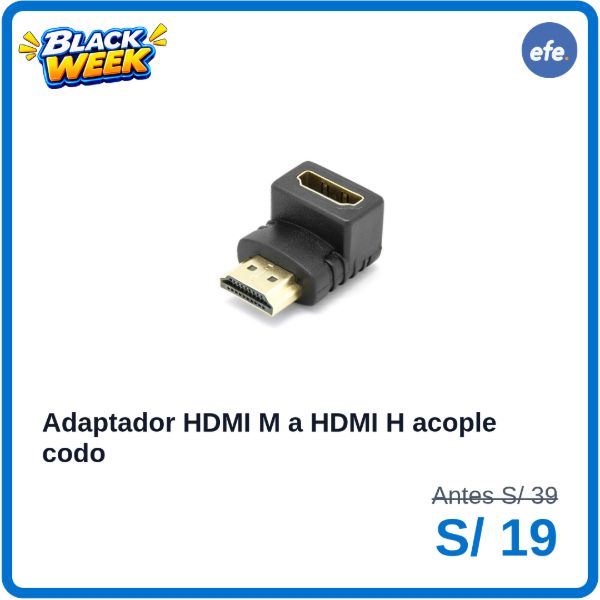 BLACK
WEEK
efe.
Adaptador HDMI M a HDMI H acople
codo
Antes S/ 39
S/ 19